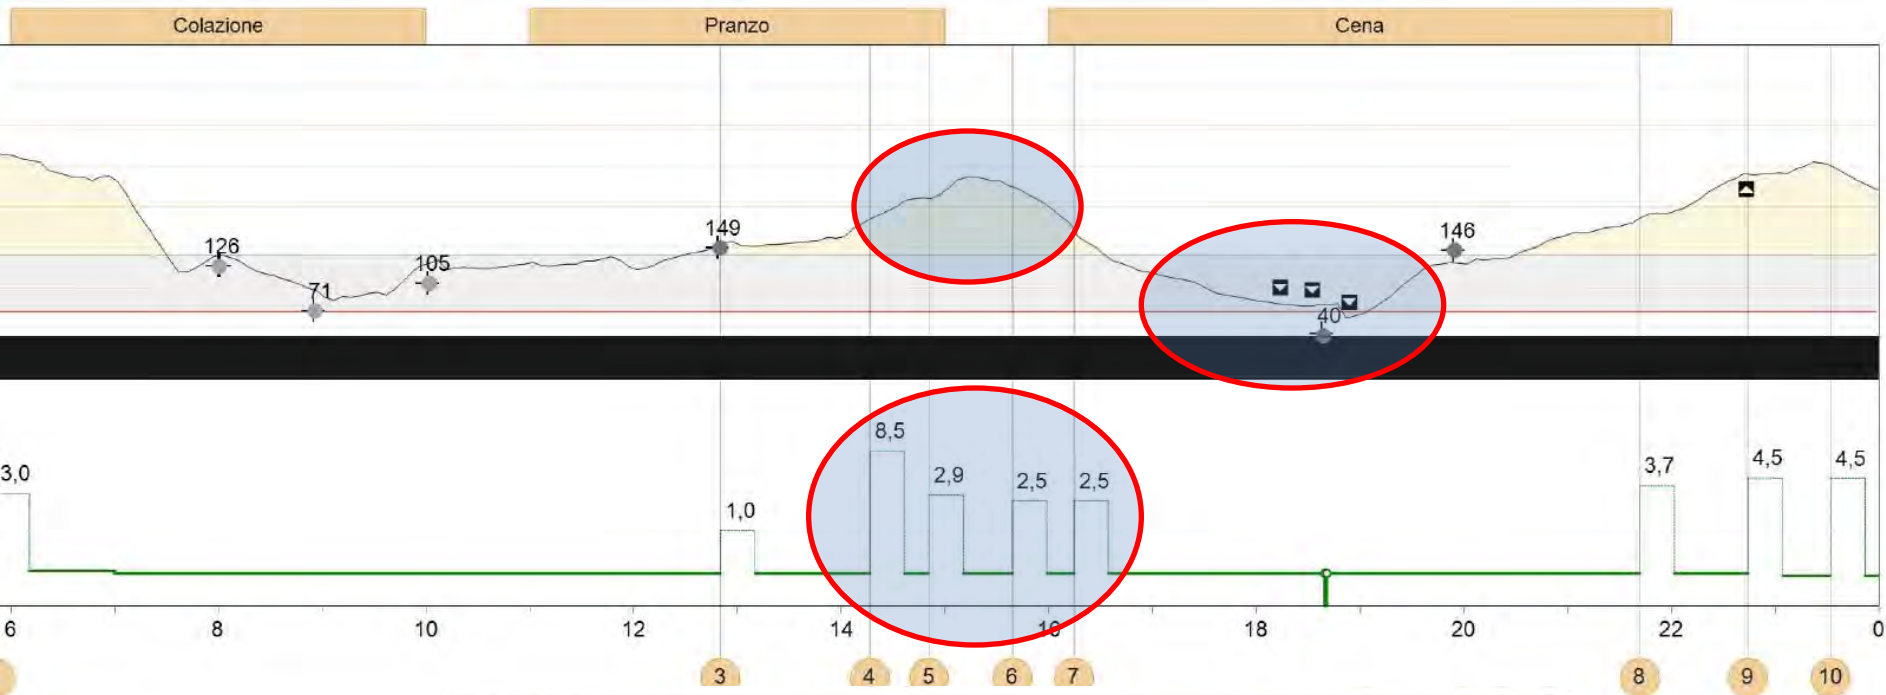 Colazione Pranzo Cena
126 71 105 149 40 146
3,0 1,0 8,5 2,9 2,5 2,5 3,7 4,5 4,5
6 8 10 12 14 16 18 20 22 0
3 4 5 6 7 8 9 10